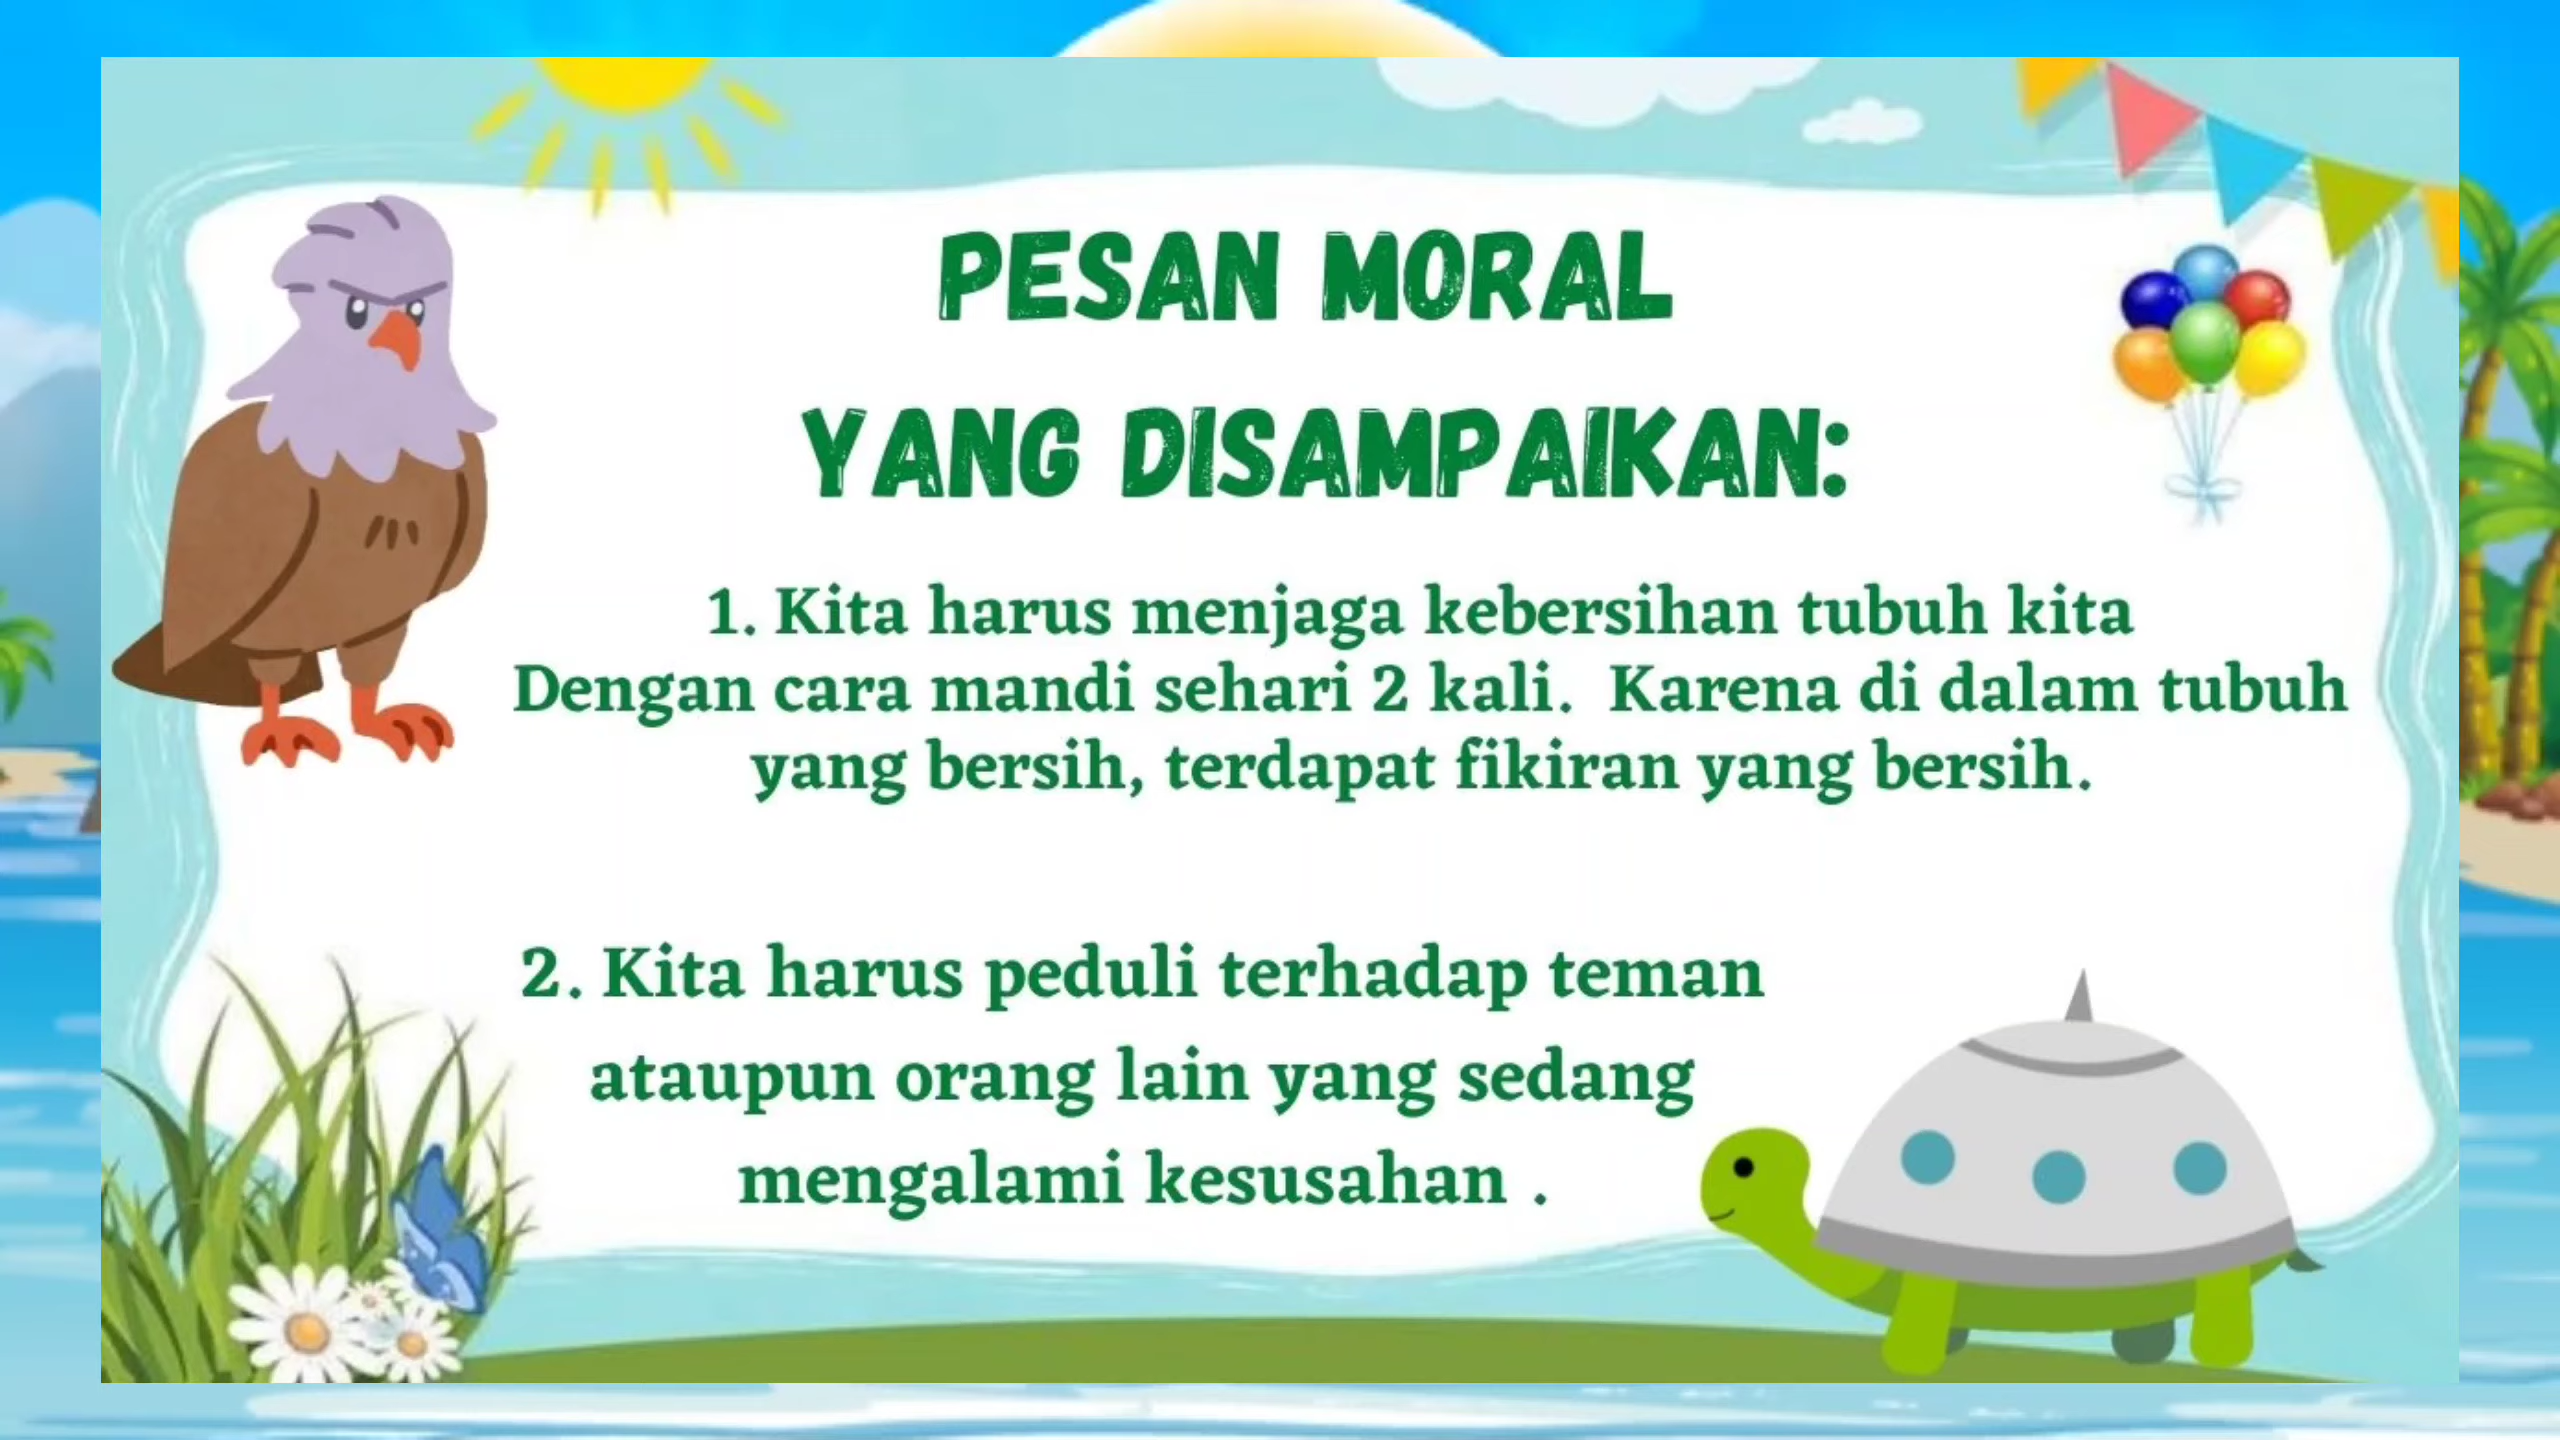 PESAN MORAL
YANG DISAMPAIKAN:
1. Kita harus menjaga kebersihan tubuh kita
Dengan cara mandi sehari 2 kali. Karena di dalam tubuh
yang bersih, terdapat fikiran yang bersih.
2. Kita harus peduli terhadap teman
ataupun orang lain yang sedang
mengalami kesusahan .